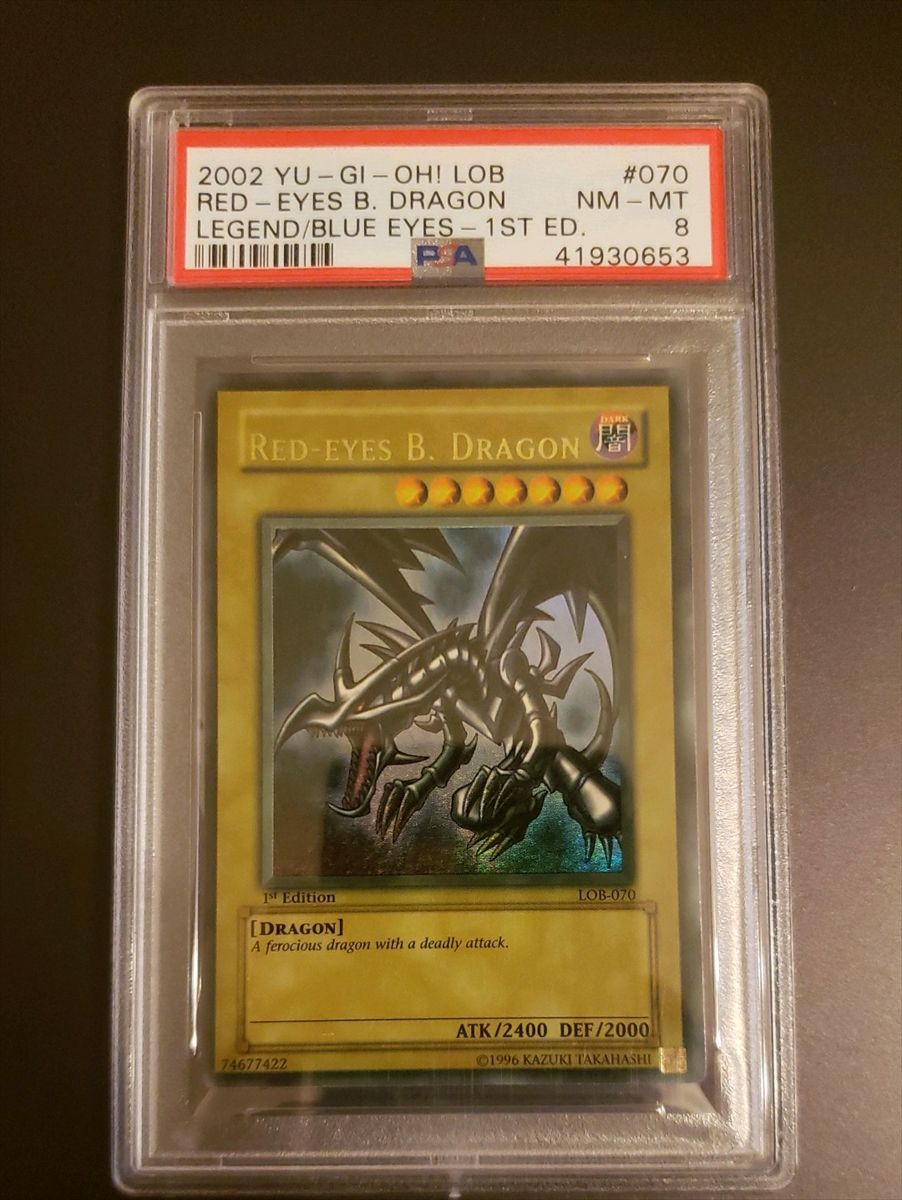 2002 YU-GI-OH! LOB #070
RED-EYES B. DRAGON NM-MT
LEGEND/BLUE EYES-1ST ED. 8
PSA 41930653
RED-EYES B. DRAGON
DARK
闇
1st Edition LOB-070
[DRAGON]
A ferocious dragon with a deadly attack.
ATK/2400 DEF/2000
74677422 ©1996 KAZUKI TAKAHASHI